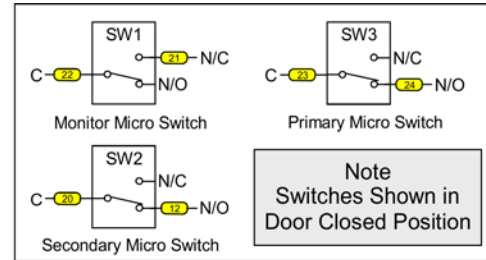 SW1
C 22 21 N/C
N/O
Monitor Micro Switch
SW3
N/C
C 23 24 N/O
Primary Micro Switch
SW2
N/C
C 20 12 N/O
Secondary Micro Switch
Note
Switches Shown in
Door Closed Position